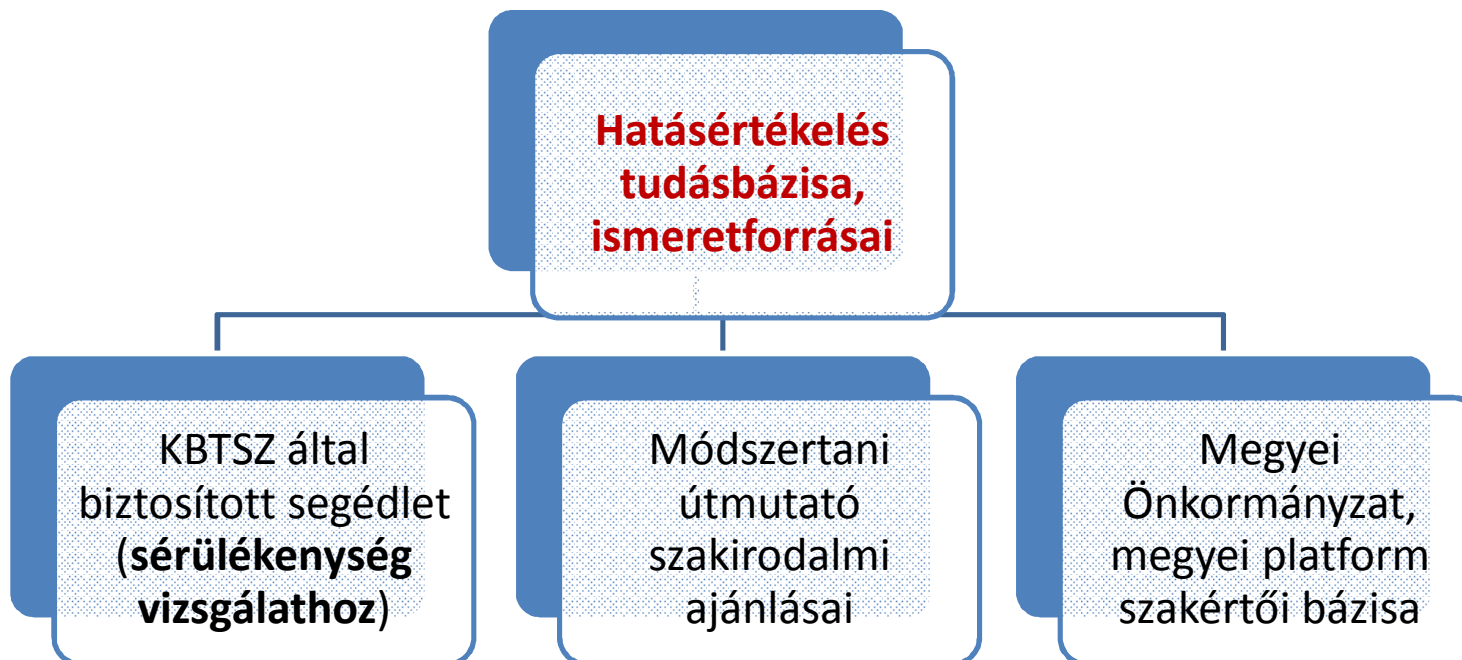 Hatásértékelés
tudásbázisa,
ismeretforrásai
KBTSZ által
biztosított segédlet
(sérülékenység
vizsgálathoz)
Módszertani
útmutató
szakirodalmi
ajánlásai
Megyei
Önkormányzat,
megyei platform
szakértői bázisa